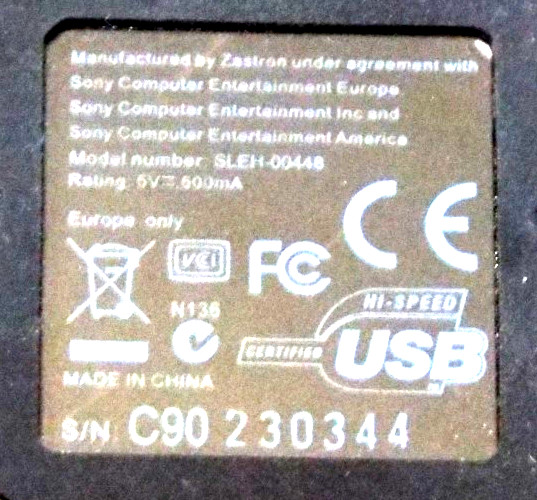 Manufactured by Zastron under agreement with
Sony Computer Entertainment Europe
Sony Computer Entertainment Inc and
Sony Computer Entertainment America
Model number: SLEH-00448
Rating: 5V⎓500mA
Europe only
CE
VCI
FC
N136
HI-SPEED
CERTIFIED USB
MADE IN CHINA
S/N: C90 230344